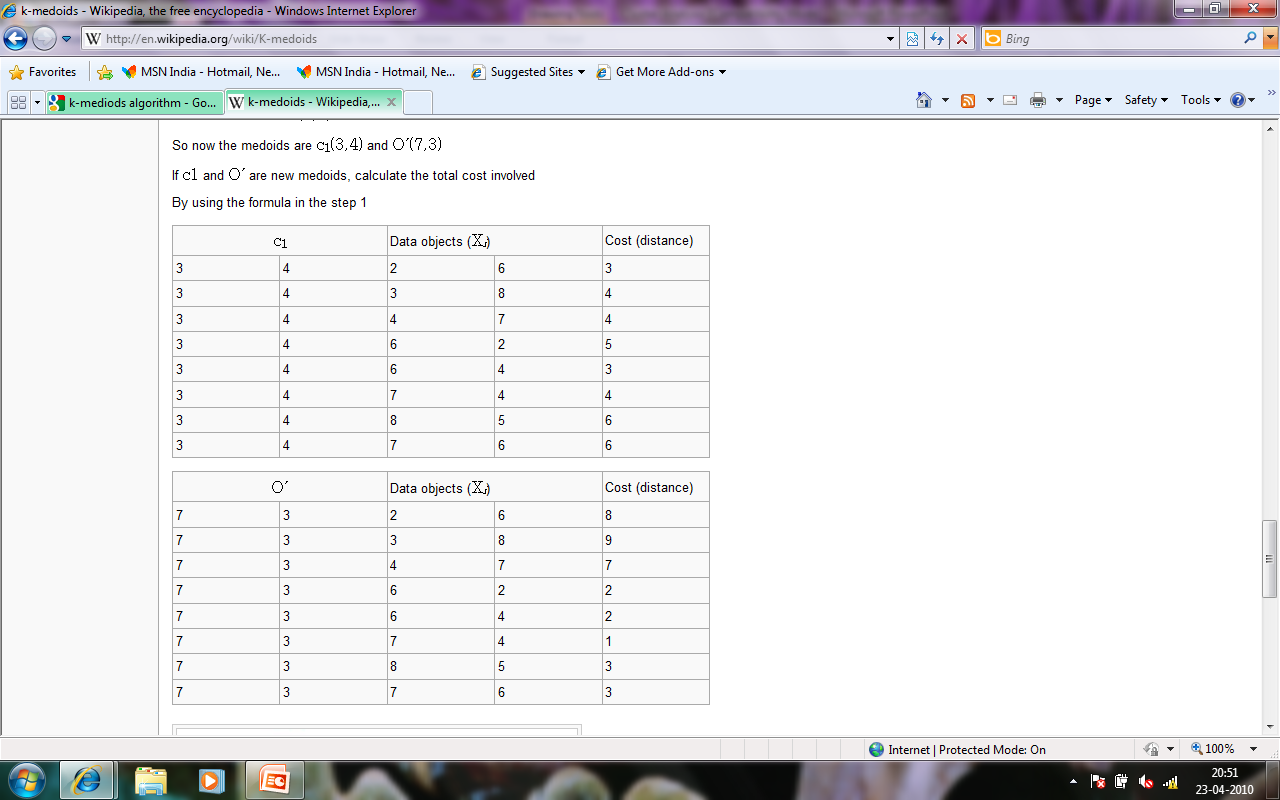 k-medoids - Wikipedia, the free encyclopedia - Windows Internet Explorer
http://en.wikipedia.org/wiki/K-medoids
Bing
Favorites MSN India - Hotmail, Ne... MSN India - Hotmail, Ne... Suggested Sites Get More Add-ons
k-mediods algorithm - Go... k-medoids - Wikipedia,... Page Safety Tools
So now the medoids are c1(3,4) and O′(7,3)
If c1 and O′ are new medoids, calculate the total cost involved
By using the formula in the step 1
c1 Data objects (Xi) Cost (distance)
3 4 2 6 3
3 4 3 8 4
3 4 4 7 4
3 4 6 2 5
3 4 6 4 3
3 4 7 4 4
3 4 8 5 6
3 4 7 6 6
O′ Data objects (Xi) Cost (distance)
7 3 2 6 8
7 3 3 8 9
7 3 4 7 7
7 3 6 2 2
7 3 6 4 2
7 3 7 4 1
7 3 8 5 3
7 3 7 6 3
Internet | Protected Mode: On 100%
20:51
23-04-2010